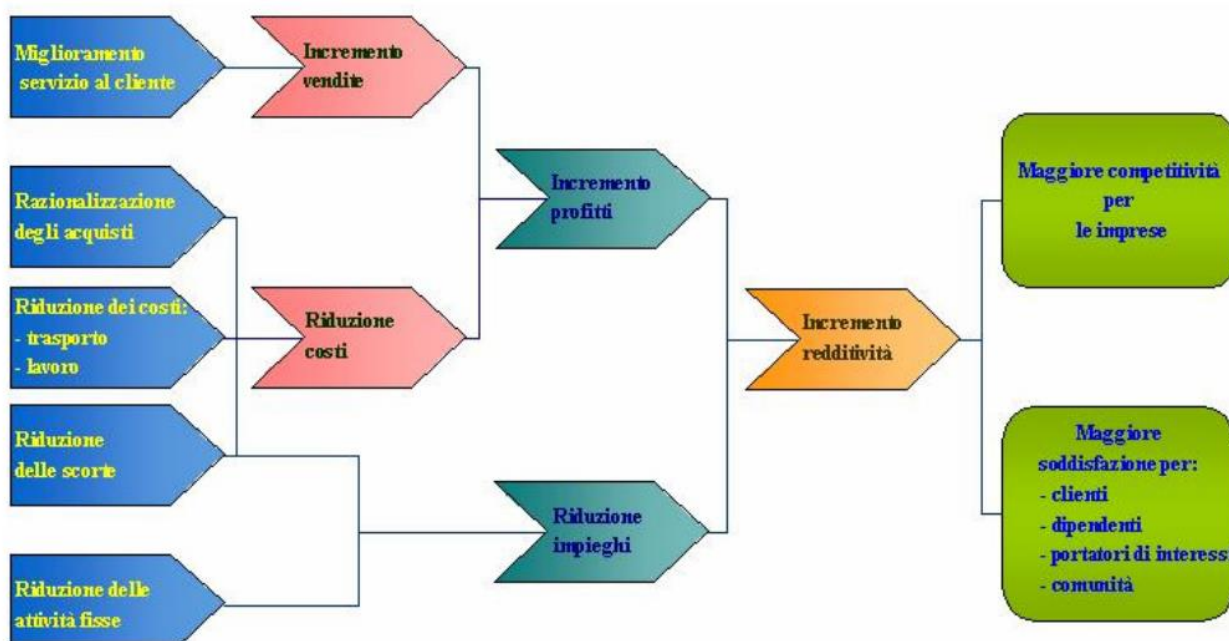 Miglioramento
servizio al cliente
Incremento
vendite
Razionalizzazione
degli acquisti
Incremento
profitti
Maggiore competitività
per
le imprese
Riduzione dei costi:
- trasporto
- lavoro
Riduzione
costi
Incremento
redditività
Riduzione
delle scorte
Riduzione
impieghi
Maggiore
soddisfazione per:
- clienti
- dipendenti
- portatori di interess
- comunità
Riduzione delle
attività fisse